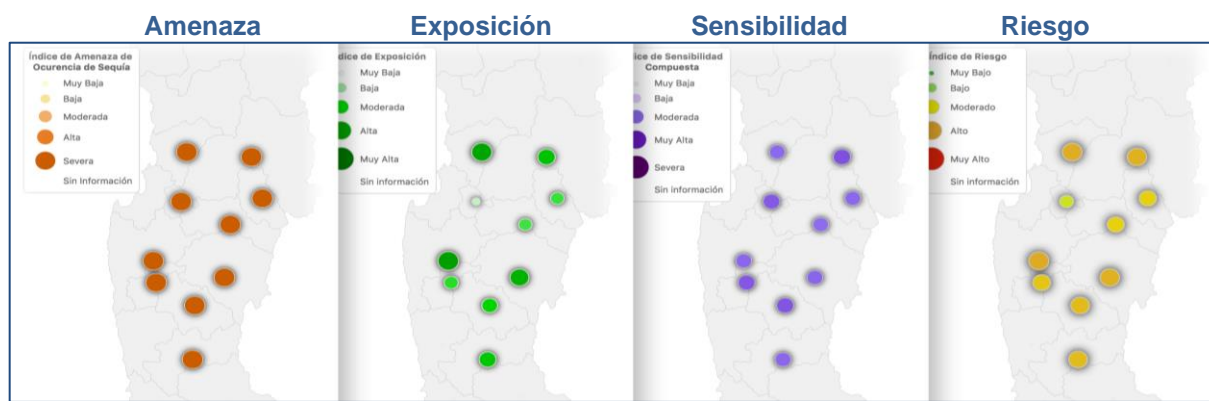 Amenaza
Exposición
Sensibilidad
Riesgo
Índice de Amenaza de
Ocurencia de Sequía
Muy Baja
Baja
Moderada
Alta
Severa
Sin Información
dice de Exposición
Muy Baja
Baja
Moderada
Alta
Muy Alta
Sin información
ice de Sensibilidad
Compuesta
Muy Baja
Baja
Moderada
Muy Alta
Severa
Sin información
ndice de Riesgo
Muy Bajo
Bajo
Moderado
Alto
Muy Alto
Sin Información